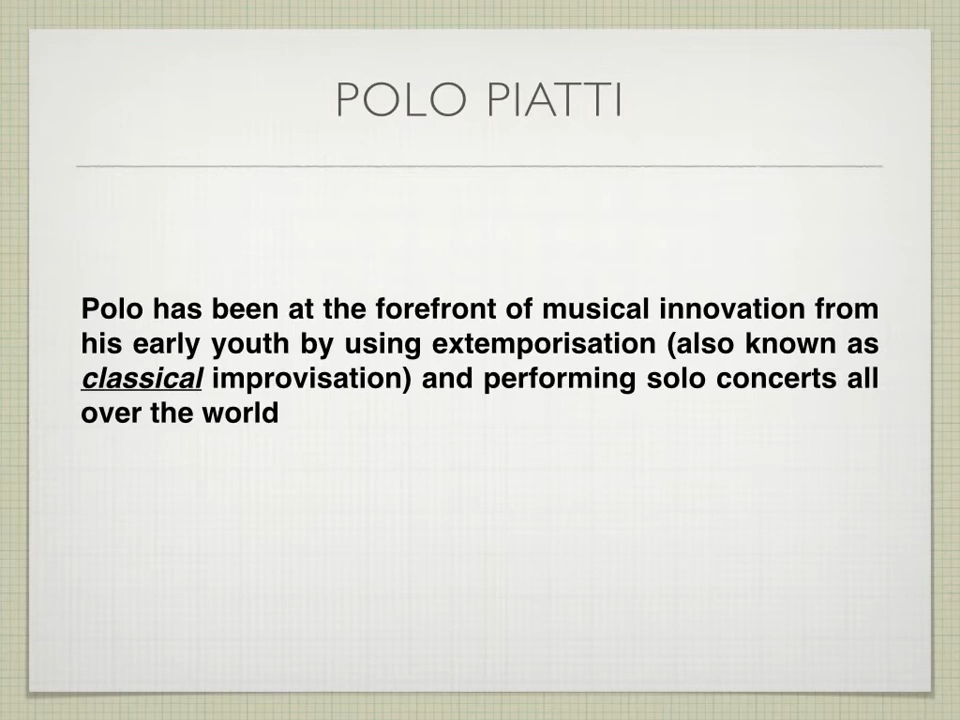 POLO PIATTI
Polo has been at the forefront of musical innovation from
his early youth by using extemporisation (also known as
classical improvisation) and performing solo concerts all
over the world